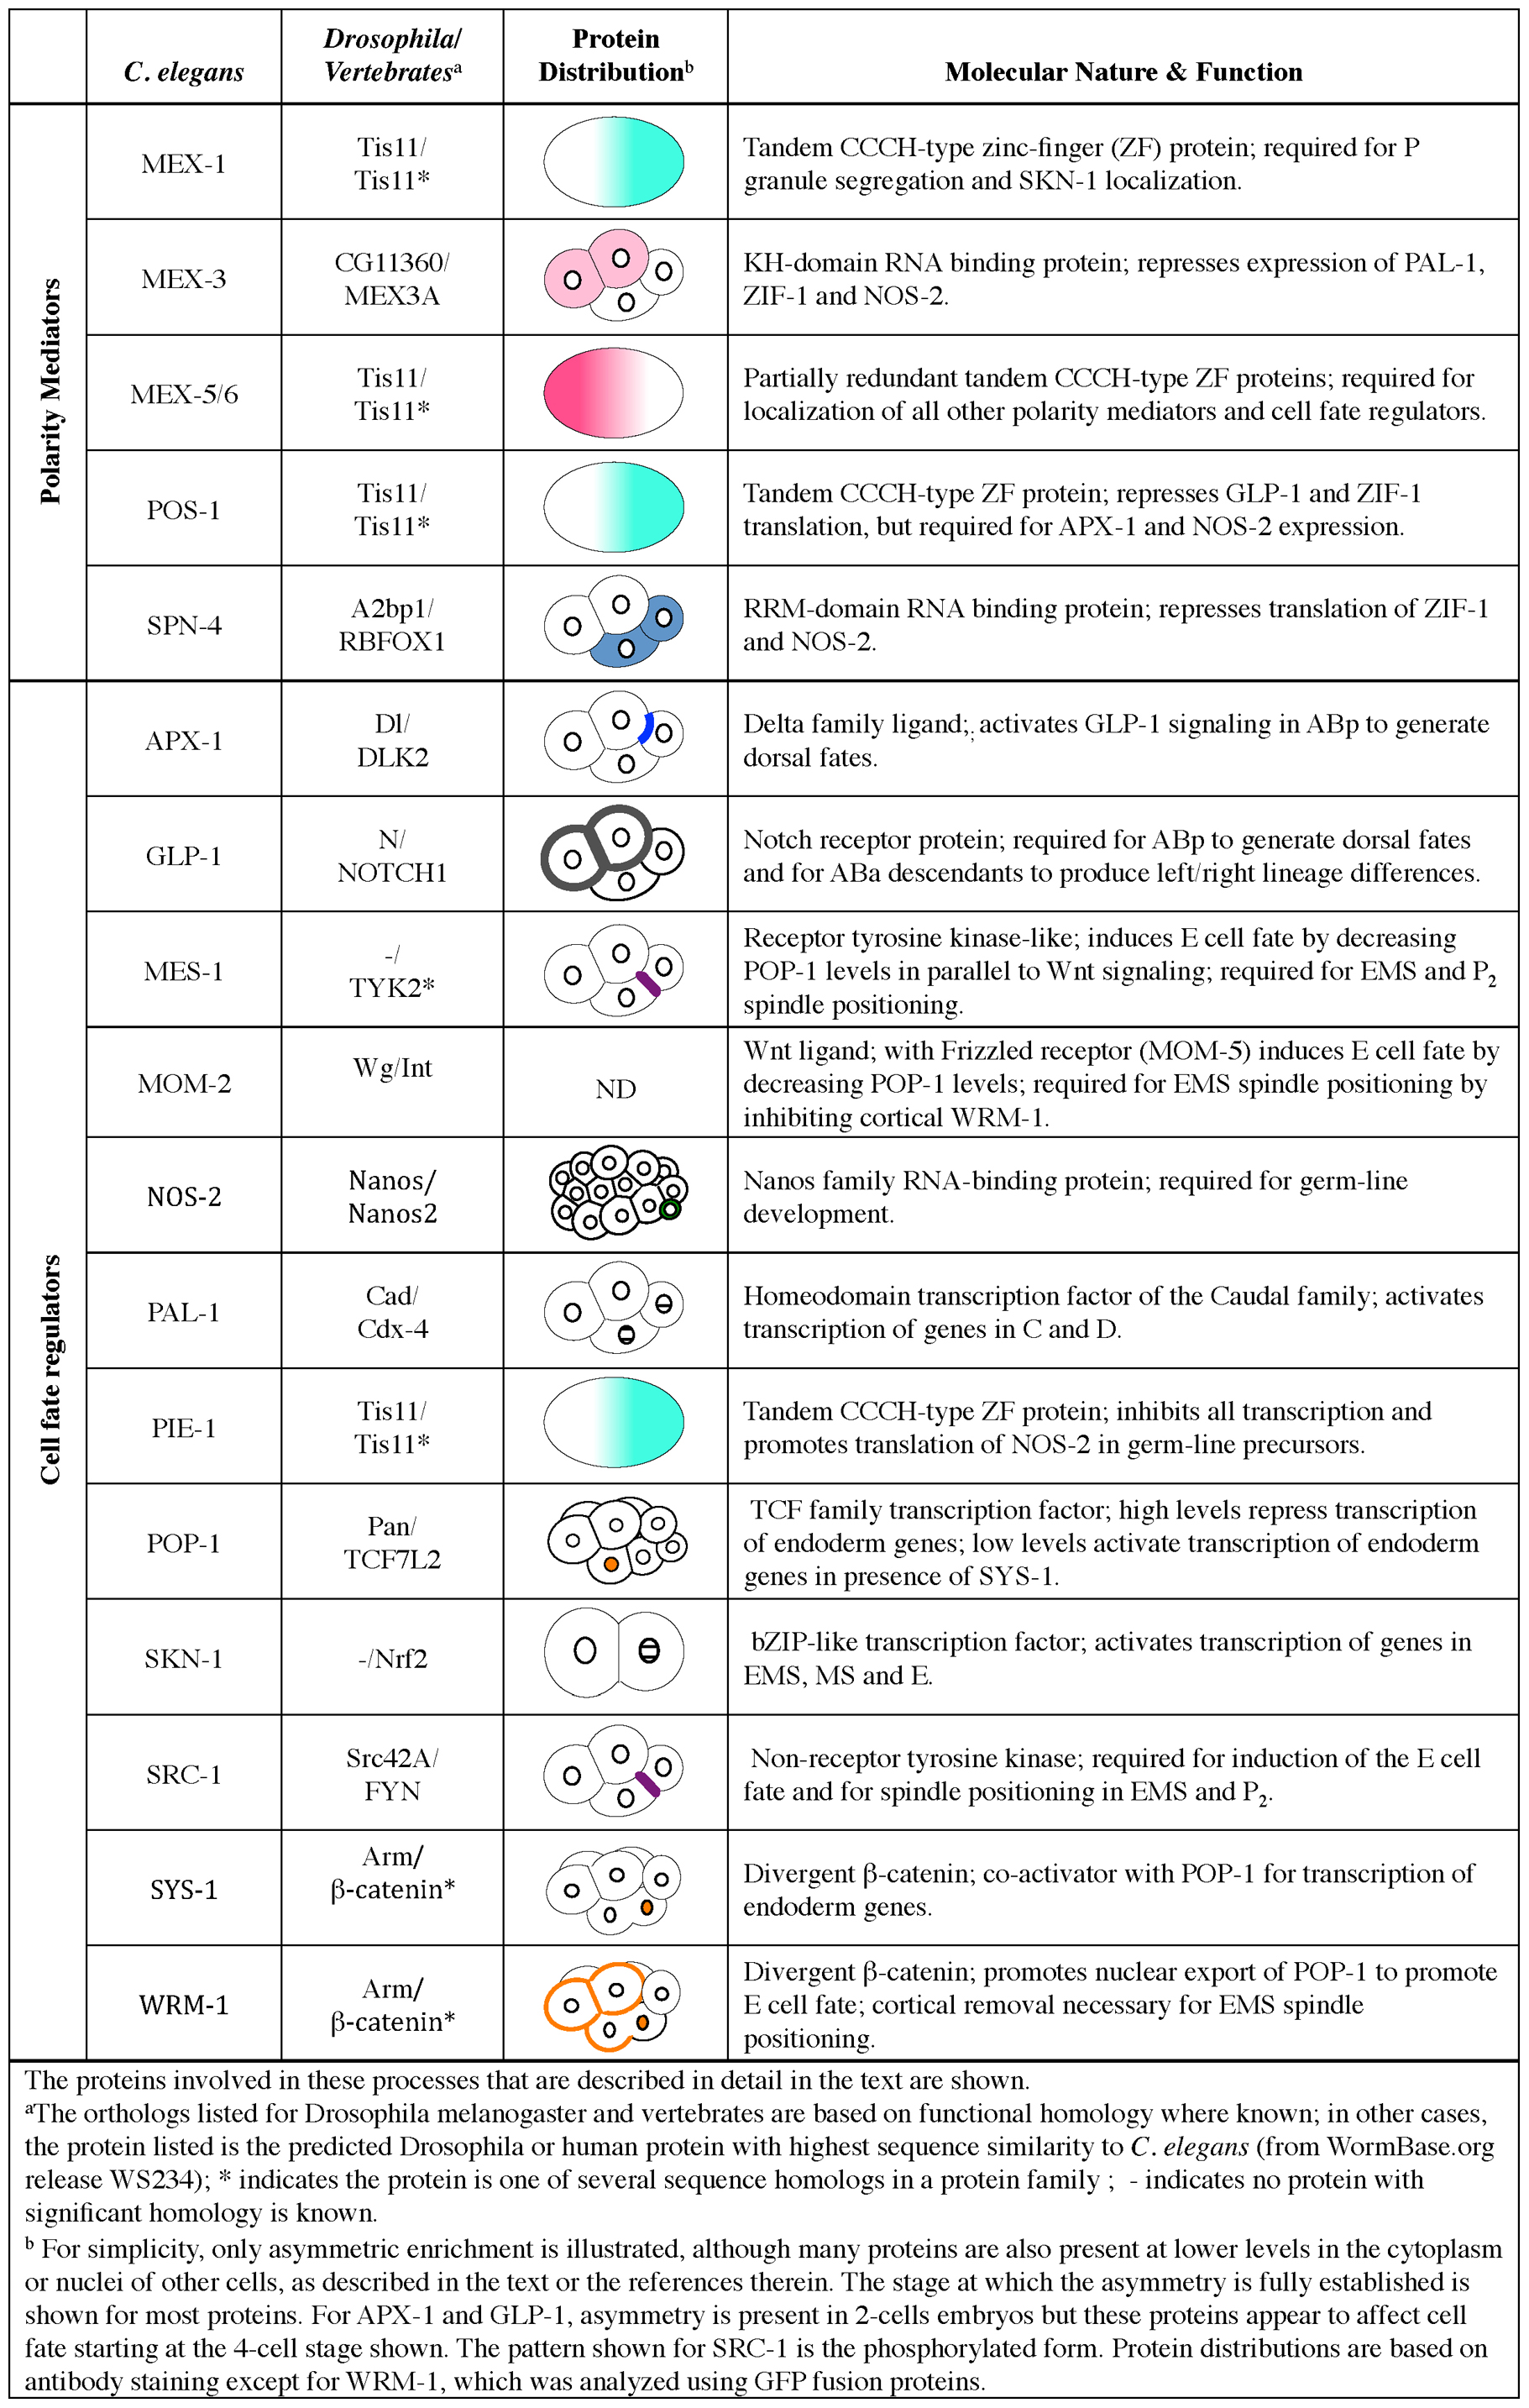 C. elegans
Drosophila/
Vertebratesa
Protein
Distributionb
Molecular Nature & Function
Polarity Mediators
MEX-1
Tis11/
Tis11*
Tandem CCCH-type zinc-finger (ZF) protein; required for P
granule segregation and SKN-1 localization.
MEX-3
CG11360/
MEX3A
KH-domain RNA binding protein; represses expression of PAL-1,
ZIF-1 and NOS-2.
MEX-5/6
Tis11/
Tis11*
Partially redundant tandem CCCH-type ZF proteins; required for
localization of all other polarity mediators and cell fate regulators.
POS-1
Tis11/
Tis11*
Tandem CCCH-type ZF protein; represses GLP-1 and ZIF-1
translation, but required for APX-1 and NOS-2 expression.
SPN-4
A2bp1/
RBFOX1
RRM-domain RNA binding protein; represses translation of ZIF-1
and NOS-2.
Cell fate regulators
APX-1
Dl/
DLK2
Delta family ligand;; activates GLP-1 signaling in ABp to generate
dorsal fates.
GLP-1
N/
NOTCH1
Notch receptor protein; required for ABp to generate dorsal fates
and for ABa descendants to produce left/right lineage differences.
MES-1
-/
TYK2*
Receptor tyrosine kinase-like; induces E cell fate by decreasing
POP-1 levels in parallel to Wnt signaling; required for EMS and P2
spindle positioning.
MOM-2
Wg/Int
ND
Wnt ligand; with Frizzled receptor (MOM-5) induces E cell fate by
decreasing POP-1 levels; required for EMS spindle positioning by
inhibiting cortical WRM-1.
NOS-2
Nanos/
Nanos2
Nanos family RNA-binding protein; required for germ-line
development.
PAL-1
Cad/
Cdx-4
Homeodomain transcription factor of the Caudal family; activates
transcription of genes in C and D.
PIE-1
Tis11/
Tis11*
Tandem CCCH-type ZF protein; inhibits all transcription and
promotes translation of NOS-2 in germ-line precursors.
POP-1
Pan/
TCF7L2
TCF family transcription factor; high levels repress transcription
of endoderm genes; low levels activate transcription of endoderm
genes in presence of SYS-1.
SKN-1
-/Nrf2
bZIP-like transcription factor; activates transcription of genes in
EMS, MS and E.
SRC-1
Src42A/
FYN
Non-receptor tyrosine kinase; required for induction of the E cell
fate and for spindle positioning in EMS and P2.
SYS-1
Arm/
β-catenin*
Divergent β-catenin; co-activator with POP-1 for transcription of
endoderm genes.
WRM-1
Arm/
β-catenin*
Divergent β-catenin; promotes nuclear export of POP-1 to promote
E cell fate; cortical removal necessary for EMS spindle
positioning.
The proteins involved in these processes that are described in detail in the text are shown.
aThe orthologs listed for Drosophila melanogaster and vertebrates are based on functional homology where known; in other cases,
the protein listed is the predicted Drosophila or human protein with highest sequence similarity to C. elegans (from WormBase.org
release WS234); * indicates the protein is one of several sequence homologs in a protein family ; - indicates no protein with
significant homology is known.
b For simplicity, only asymmetric enrichment is illustrated, although many proteins are also present at lower levels in the cytoplasm
or nuclei of other cells, as described in the text or the references therein. The stage at which the asymmetry is fully established is
shown for most proteins. For APX-1 and GLP-1, asymmetry is present in 2-cells embryos but these proteins appear to affect cell
fate starting at the 4-cell stage shown. The pattern shown for SRC-1 is the phosphorylated form. Protein distributions are based on
antibody staining except for WRM-1, which was analyzed using GFP fusion proteins.